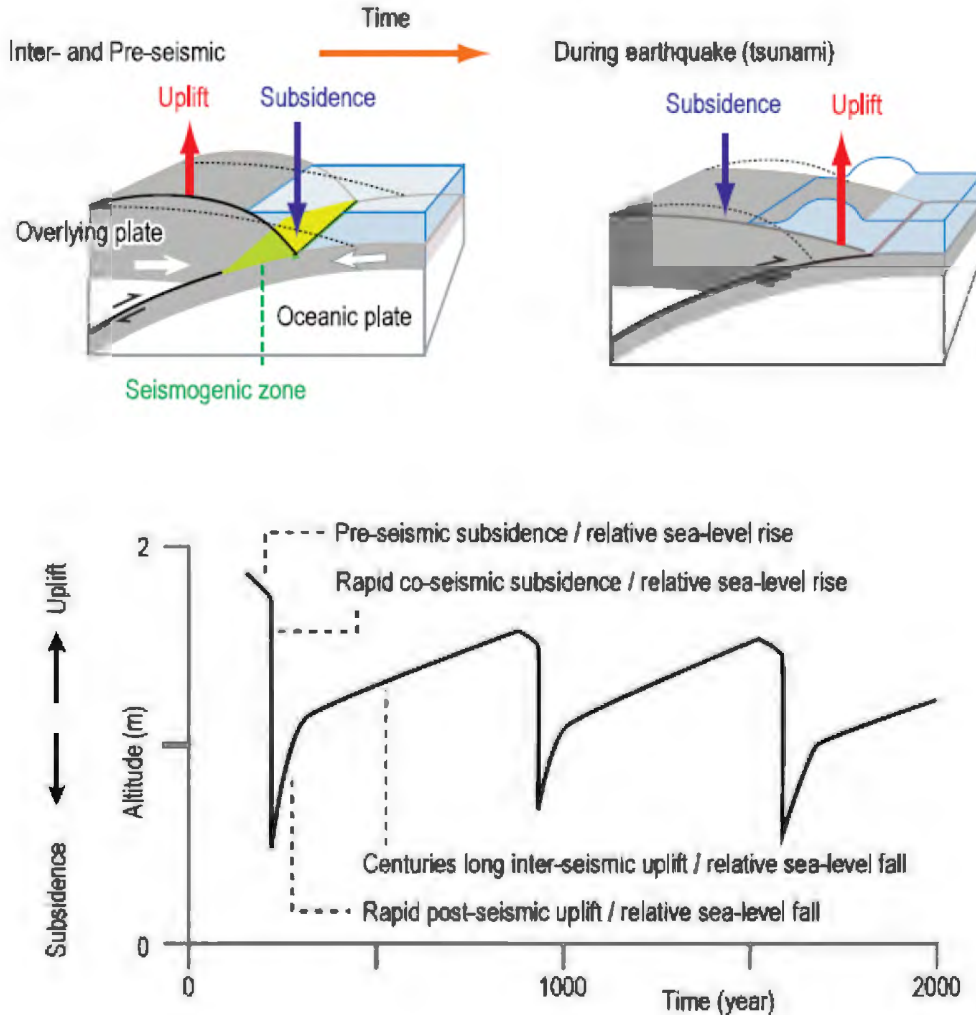 Time
Inter- and Pre-seismic
During earthquake (tsunami)
Uplift
Subsidence
Subsidence
Uplift
Overlying plate
Oceanic plate
Seismogenic zone
2
Pre-seismic subsidence / relative sea-level rise
Rapid co-seismic subsidence / relative sea-level rise
Uplift
Altitude (m)
Subsidence
Centuries long inter-seismic uplift / relative sea-level fall
Rapid post-seismic uplift / relative sea-level fall
0
0
1000
2000
Time (year)